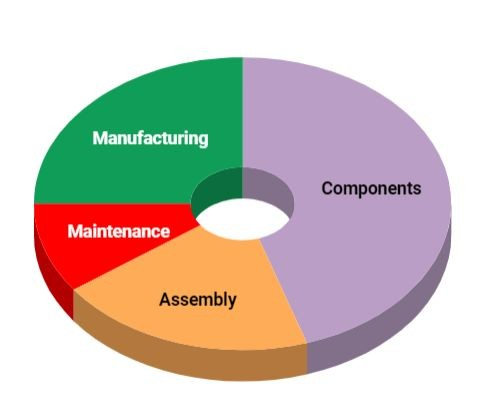 Manufacturing
Components
Maintenance
Assembly